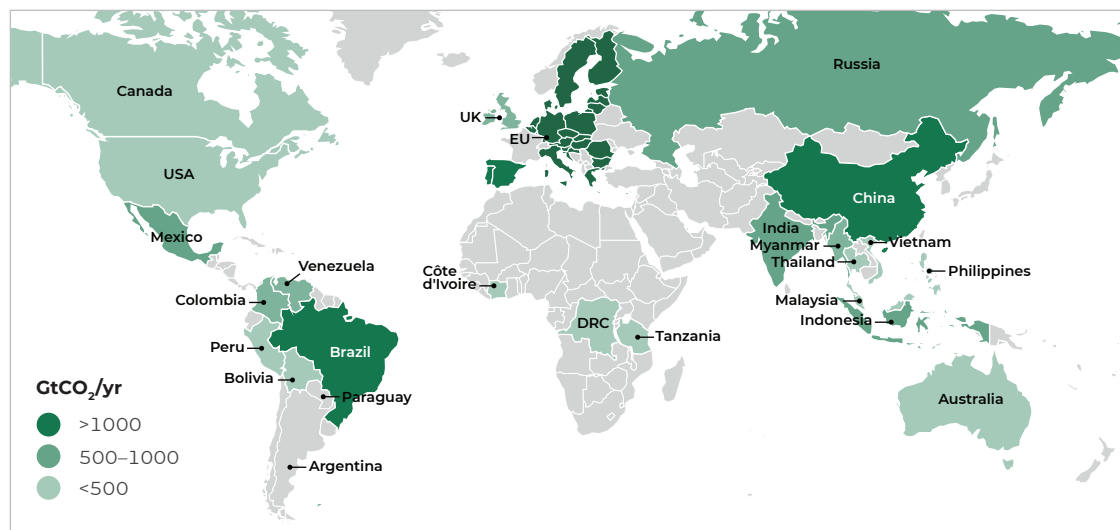 Canada
USA
Mexico
Venezuela
Colombia
Peru
Brazil
Bolivia
Paraguay
Argentina
UK
EU
Russia
China
India
Myanmar
Vietnam
Thailand
Philippines
Malaysia
Indonesia
Côte
d'Ivoire
DRC
Tanzania
Australia
GtCO₂/yr
>1000
500–1000
<500